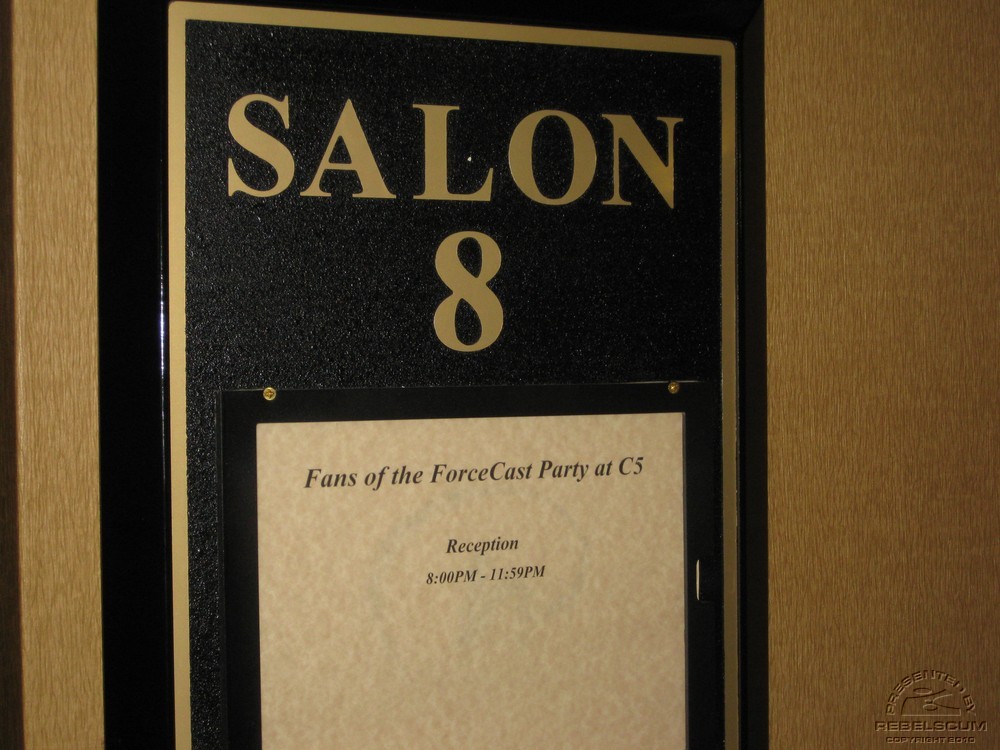 SALON
8
Fans of the ForceCast Party at C5
Reception
8:00PM - 11:59PM
PRESENTED BY
REBELSCUM
COPYRIGHT 2010